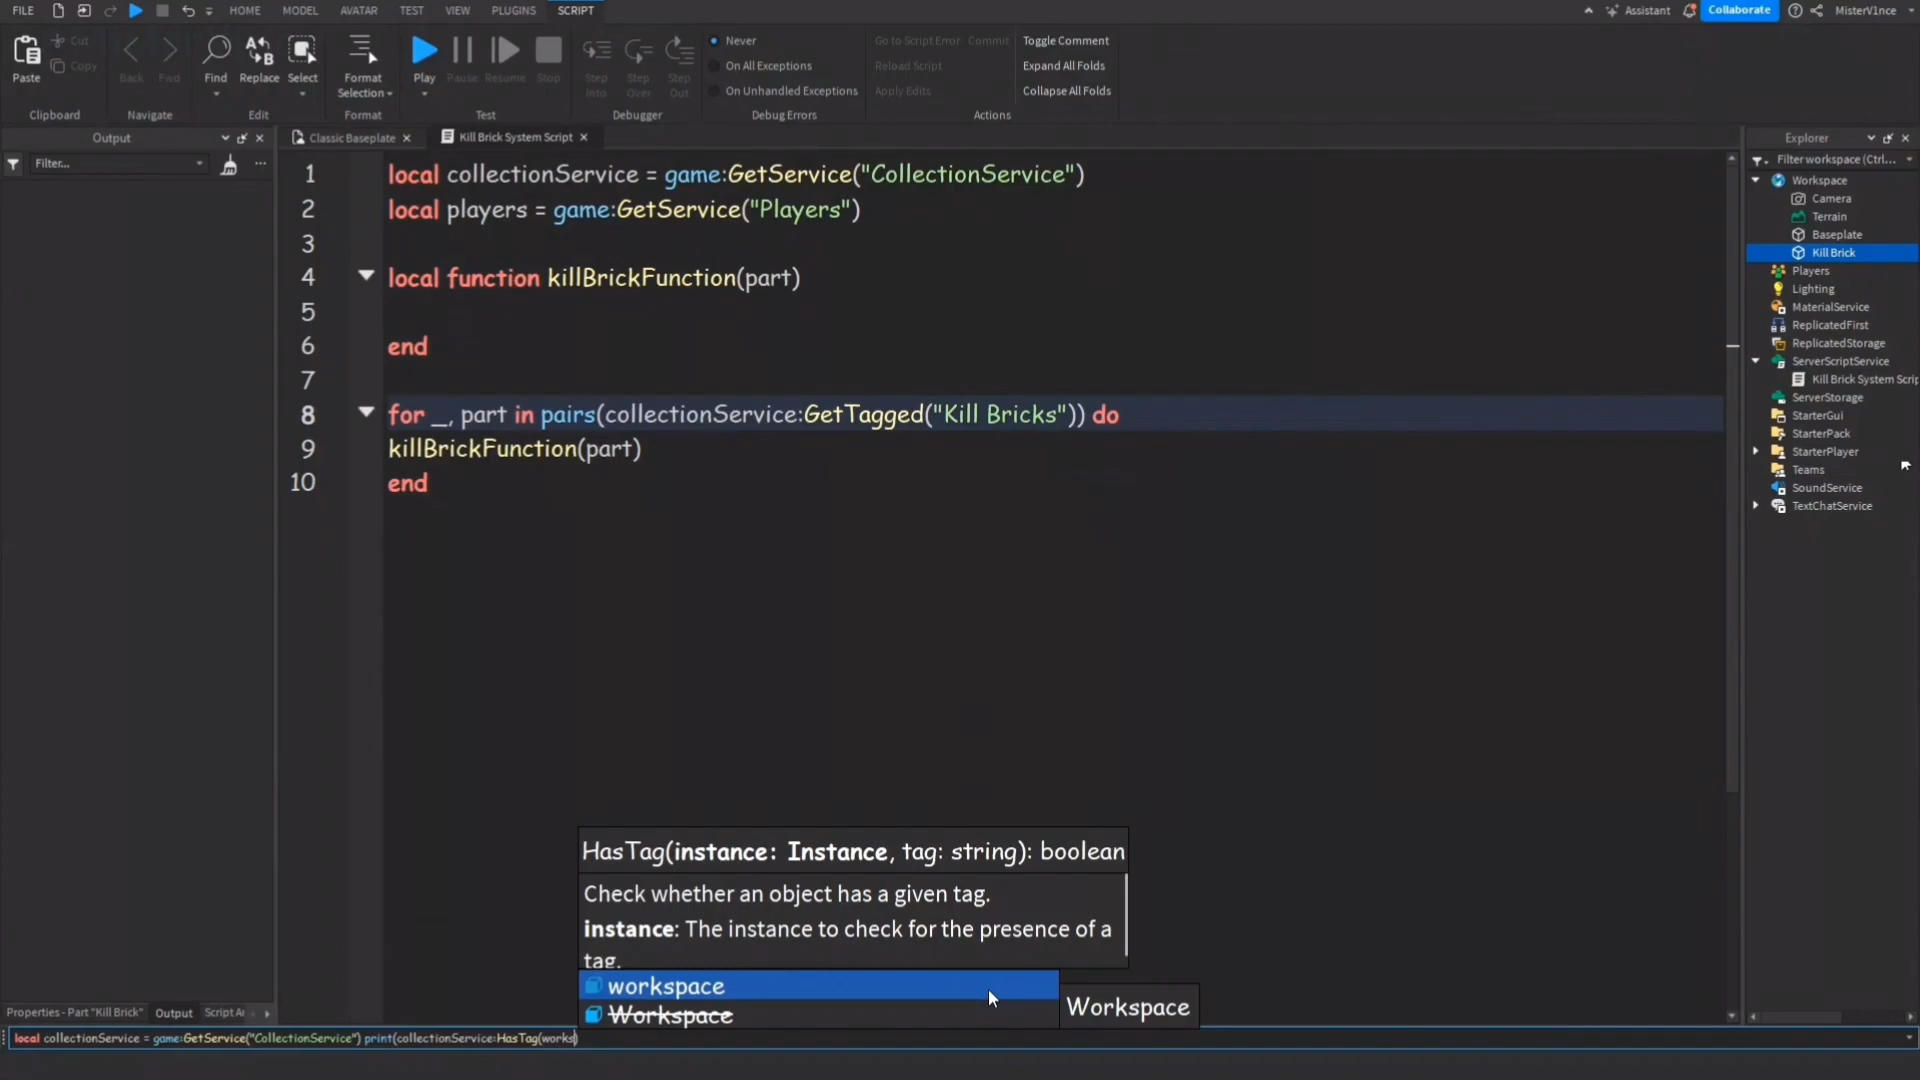 FILE HOME MODEL AVATAR TEST VIEW PLUGINS SCRIPT Assistant Collaborate MisterV1nce
Paste Cut Copy Clipboard
Back Fwd Navigate
Find Replace Select Edit
Format Selection Format
Play Pause Resume Stop Test
Step Into Step Over Step Out Debugger
Never
On All Exceptions
On Unhandled Exceptions
Debug Errors
Go to Script Error Commit
Reload Script
Apply Edits
Toggle Comment
Expand All Folds
Collapse All Folds
Actions
Output
Filter...
Classic Baseplate
Kill Brick System Script
1 local collectionService = game:GetService("CollectionService")
2 local players = game:GetService("Players")
3
4 local function killBrickFunction(part)
5
6 end
7
8 for _, part in pairs(collectionService:GetTagged("Kill Bricks")) do
9 killBrickFunction(part)
10 end
HasTag(instance: Instance, tag: string): boolean
Check whether an object has a given tag.
instance: The instance to check for the presence of a
tag.
workspace
Workspace
Workspace
Explorer
Filter workspace (Ctrl...
Workspace
Camera
Terrain
Baseplate
Kill Brick
Players
Lighting
MaterialService
ReplicatedFirst
ReplicatedStorage
ServerScriptService
Kill Brick System Scrip
ServerStorage
StarterGui
StarterPack
StarterPlayer
Teams
SoundService
TextChatService
Properties - Part "Kill Brick" Output Script Ar
local collectionService = game:GetService("CollectionService") print(collectionService:HasTag(works)